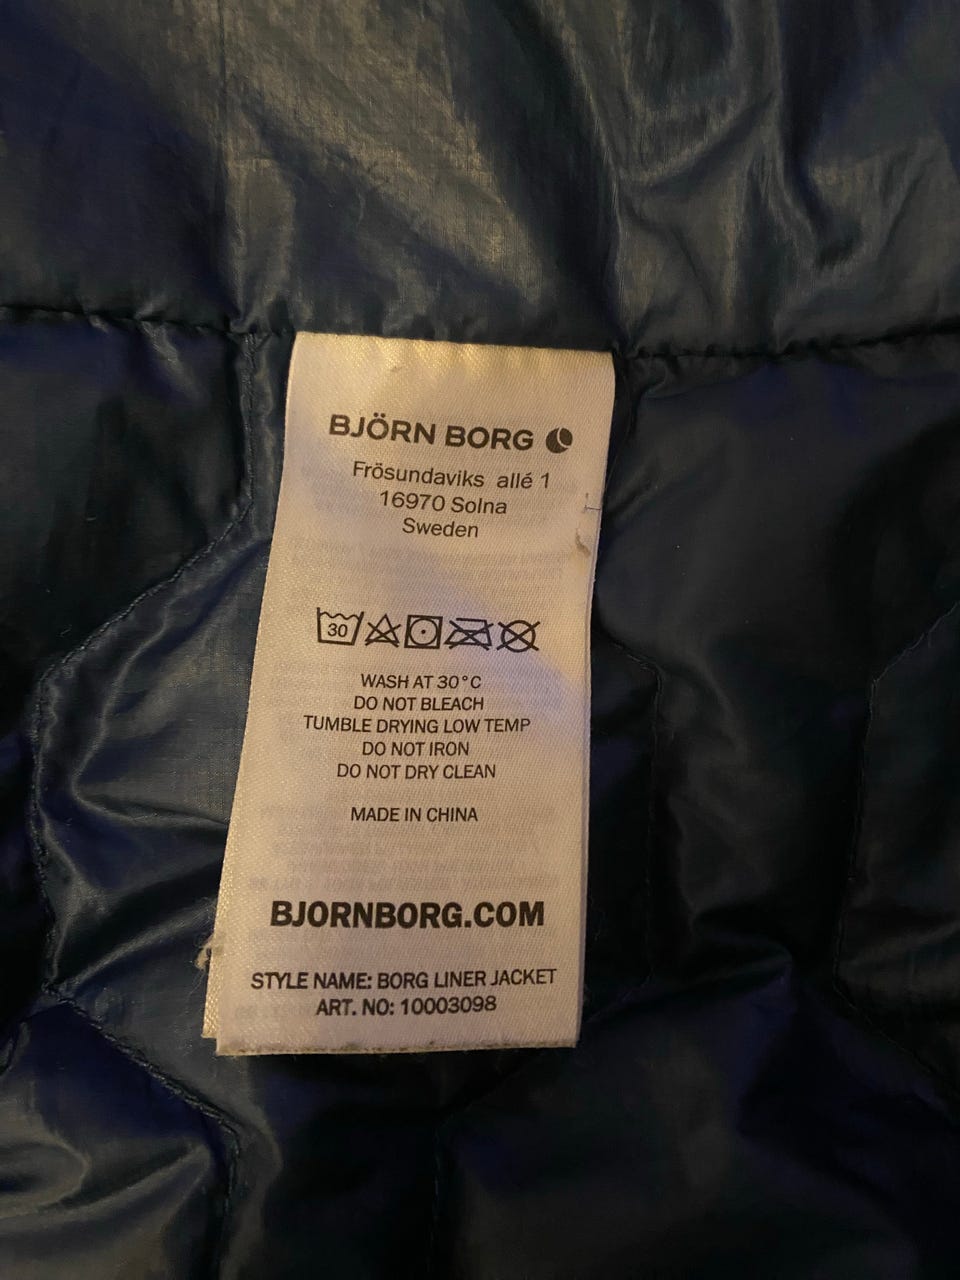 BJÖRN BORG
Frösundaviks allé 1
16970 Solna
Sweden
30
WASH AT 30°C
DO NOT BLEACH
TUMBLE DRYING LOW TEMP
DO NOT IRON
DO NOT DRY CLEAN
MADE IN CHINA
BJORNBORG.COM
STYLE NAME: BORG LINER JACKET
ART. NO: 10003098